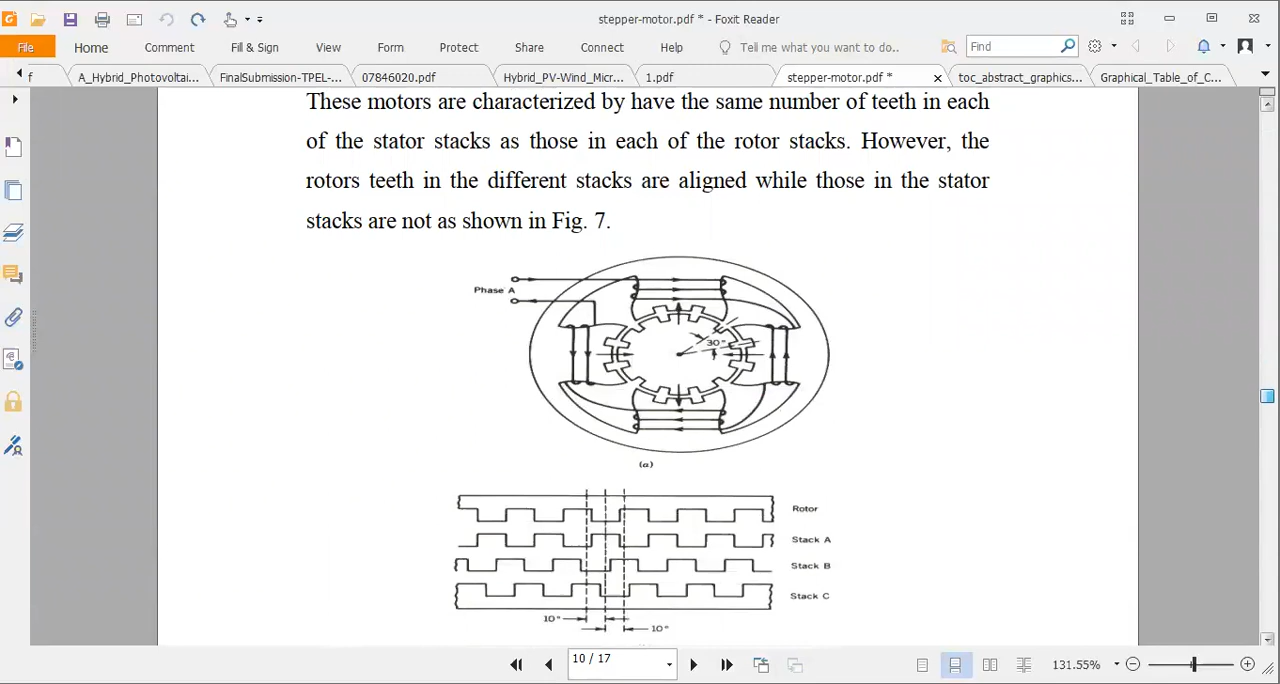 stepper-motor.pdf * - Foxit Reader
File Home Comment Fill & Sign View Form Protect Share Connect Help Tell me what you want to do.. Find
f A_Hybrid_Photovoltai... FinalSubmission-TPEL-... 07846020.pdf Hybrid_PV-Wind_Micr... 1.pdf stepper-motor.pdf * toc_abstract_graphics... Graphical_Table_of_C...
These motors are characterized by have the same number of teeth in each
of the stator stacks as those in each of the rotor stacks. However, the
rotors teeth in the different stacks are aligned while those in the stator
stacks are not as shown in Fig. 7.
Phase A
30°
(a)
Rotor
Stack A
Stack B
Stack C
10°
10°
10 / 17
131.55%